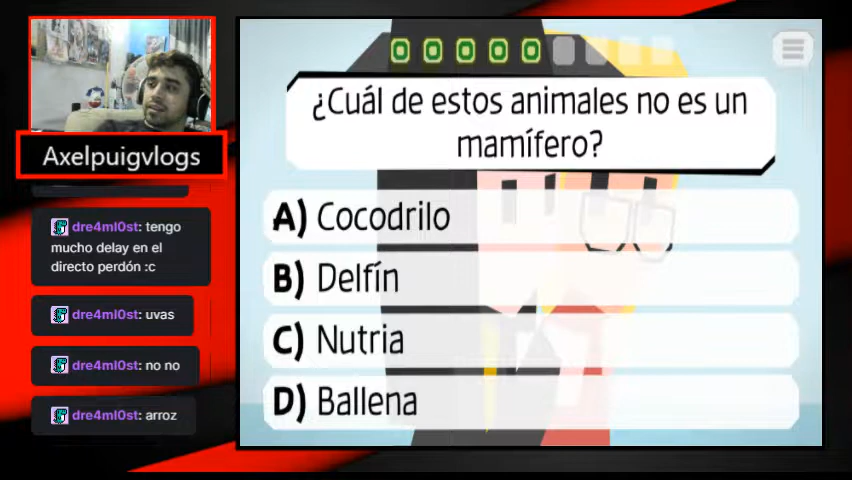 Axelpuigvlogs
dre4ml0st: tengo
mucho delay en el
directo perdón :c
dre4ml0st: uvas
dre4ml0st: no no
dre4ml0st: arroz
¿Cuál de estos animales no es un
mamífero?
A) Cocodrilo
B) Delfín
C) Nutria
D) Ballena